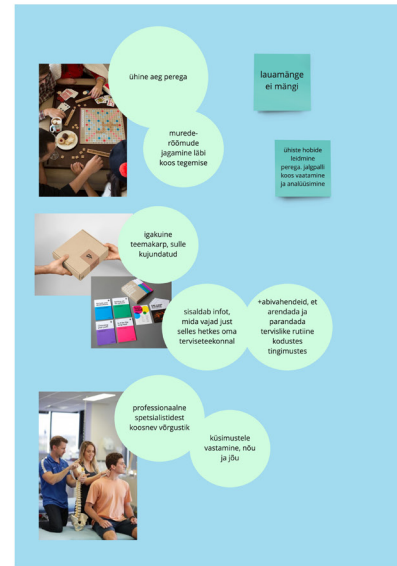 ühine aeg perega
lauamänge
ei mängi
murede-
rõõmude
jagamine läbi
koos tegemise
ühiste hobide
leidmine
perega. jalgpalli
koos vaatamine
ja analüüsimine
igakuine
teemakarp, sulle
kujundatud
sisaldab infot,
mida vajad just
selles hetkes oma
terviseteekonnal
+abivahendeid, et
arendada ja
parandada
tervislike rutiine
kodustes
tingimustes
professionaalne
spetsialistidest
koosnev võrgustik
küsimustele
vastamine, nõu
ja jõu